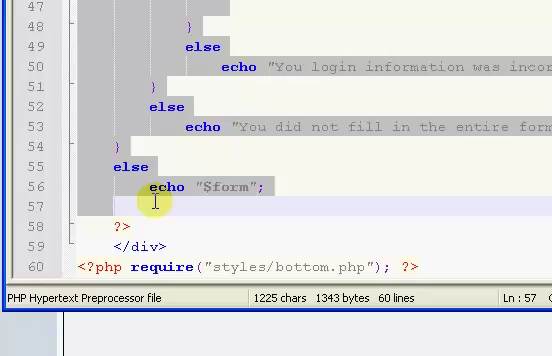 47
48 }
49 else
50 echo "You login information was incor
51 }
52 else
53 echo "You did not fill in the entire form
54 }
55 else
56 echo "$form";
57
58 ?>
59 </div>
60 <?php require("styles/bottom.php"); ?>
PHP Hypertext Preprocessor file 1225 chars 1343 bytes 60 lines Ln : 57